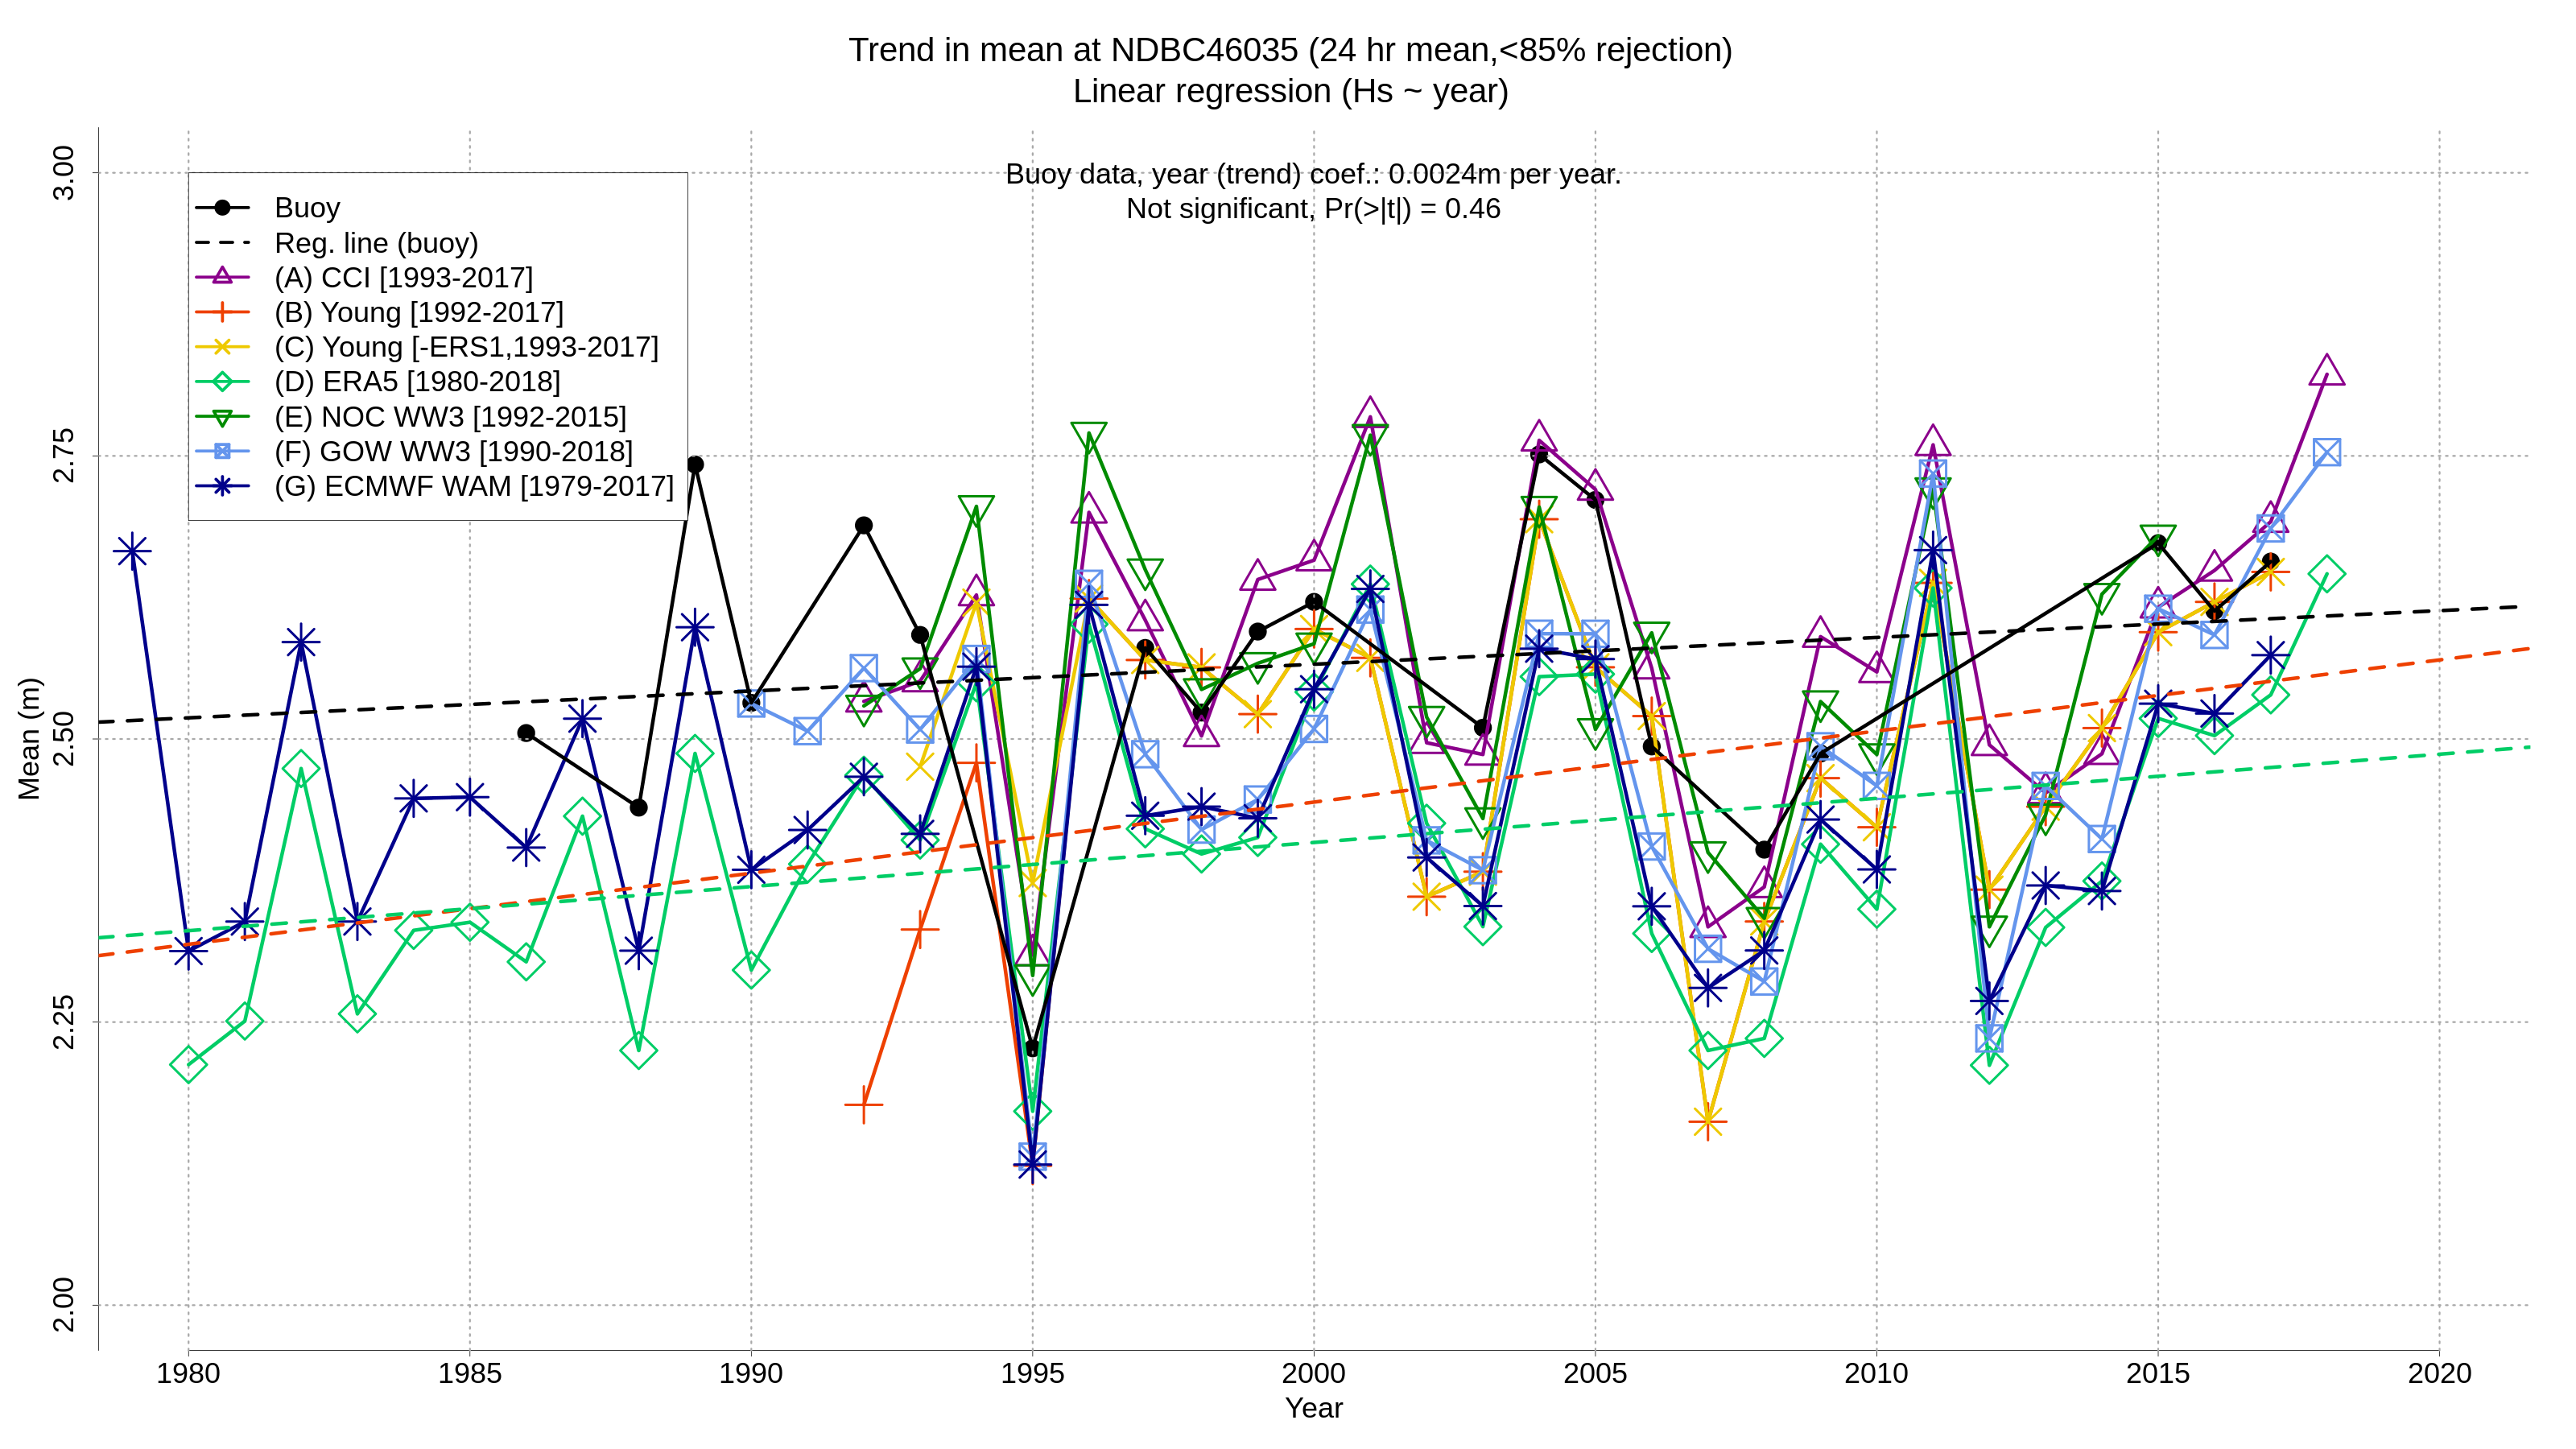 Trend in mean at NDBC46035 (24 hr mean,<85% rejection)
Linear regression (Hs ~ year)
Buoy data, year (trend) coef.: 0.0024m per year.
Not significant, Pr(>|t|) = 0.46
Buoy
Reg. line (buoy)
(A) CCI [1993-2017]
(B) Young [1992-2017]
(C) Young [-ERS1,1993-2017]
(D) ERA5 [1980-2018]
(E) NOC WW3 [1992-2015]
(F) GOW WW3 [1990-2018]
(G) ECMWF WAM [1979-2017]
Mean (m)
3.00
2.75
2.50
2.25
2.00
1980 1985 1990 1995 2000 2005 2010 2015 2020
Year